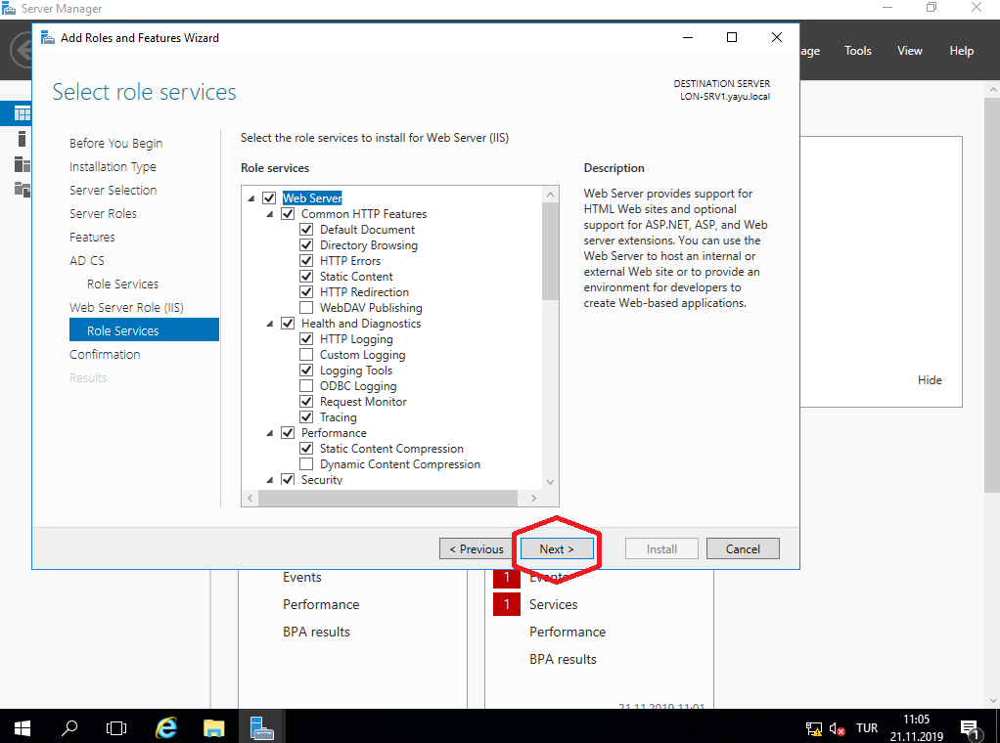 Server Manager
Add Roles and Features Wizard
age Tools View Help
Select role services
DESTINATION SERVER
LON-SRV1.yayu.local
Before You Begin
Installation Type
Server Selection
Server Roles
Features
AD CS
Role Services
Web Server Role (IIS)
Role Services
Confirmation
Results
Select the role services to install for Web Server (IIS)
Role services
Web Server
Common HTTP Features
Default Document
Directory Browsing
HTTP Errors
Static Content
HTTP Redirection
WebDAV Publishing
Health and Diagnostics
HTTP Logging
Custom Logging
Logging Tools
ODBC Logging
Request Monitor
Tracing
Performance
Static Content Compression
Dynamic Content Compression
Security
Description
Web Server provides support for
HTML Web sites and optional
support for ASP.NET, ASP, and Web
server extensions. You can use the
Web Server to host an internal or
external Web site or to provide an
environment for developers to
create Web-based applications.
Hide
< Previous Next > Install Cancel
Events
Performance
BPA results
1 Events
1 Services
Performance
BPA results
21.11.2019 11:01
TUR
11:05
21.11.2019
1